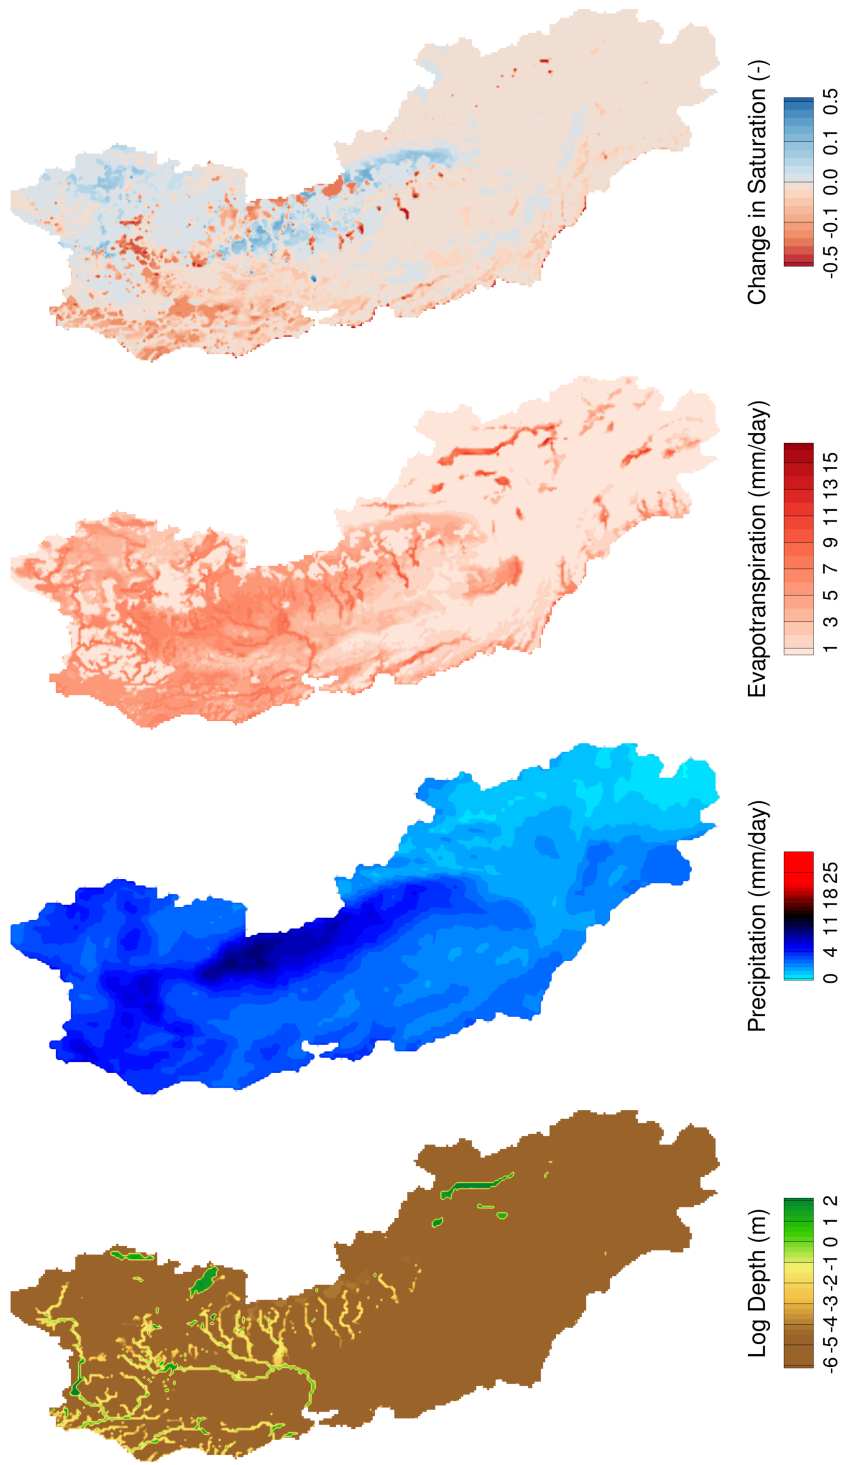 Change in Saturation (-)
-0.5 -0.1 0.0 0.1 0.5
Evapotranspiration (mm/day)
1 3 5 7 9 11 13 15
Precipitation (mm/day)
0 4 11 18 25
Log Depth (m)
-6 -5 -4 -3 -2 -1 0 1 2